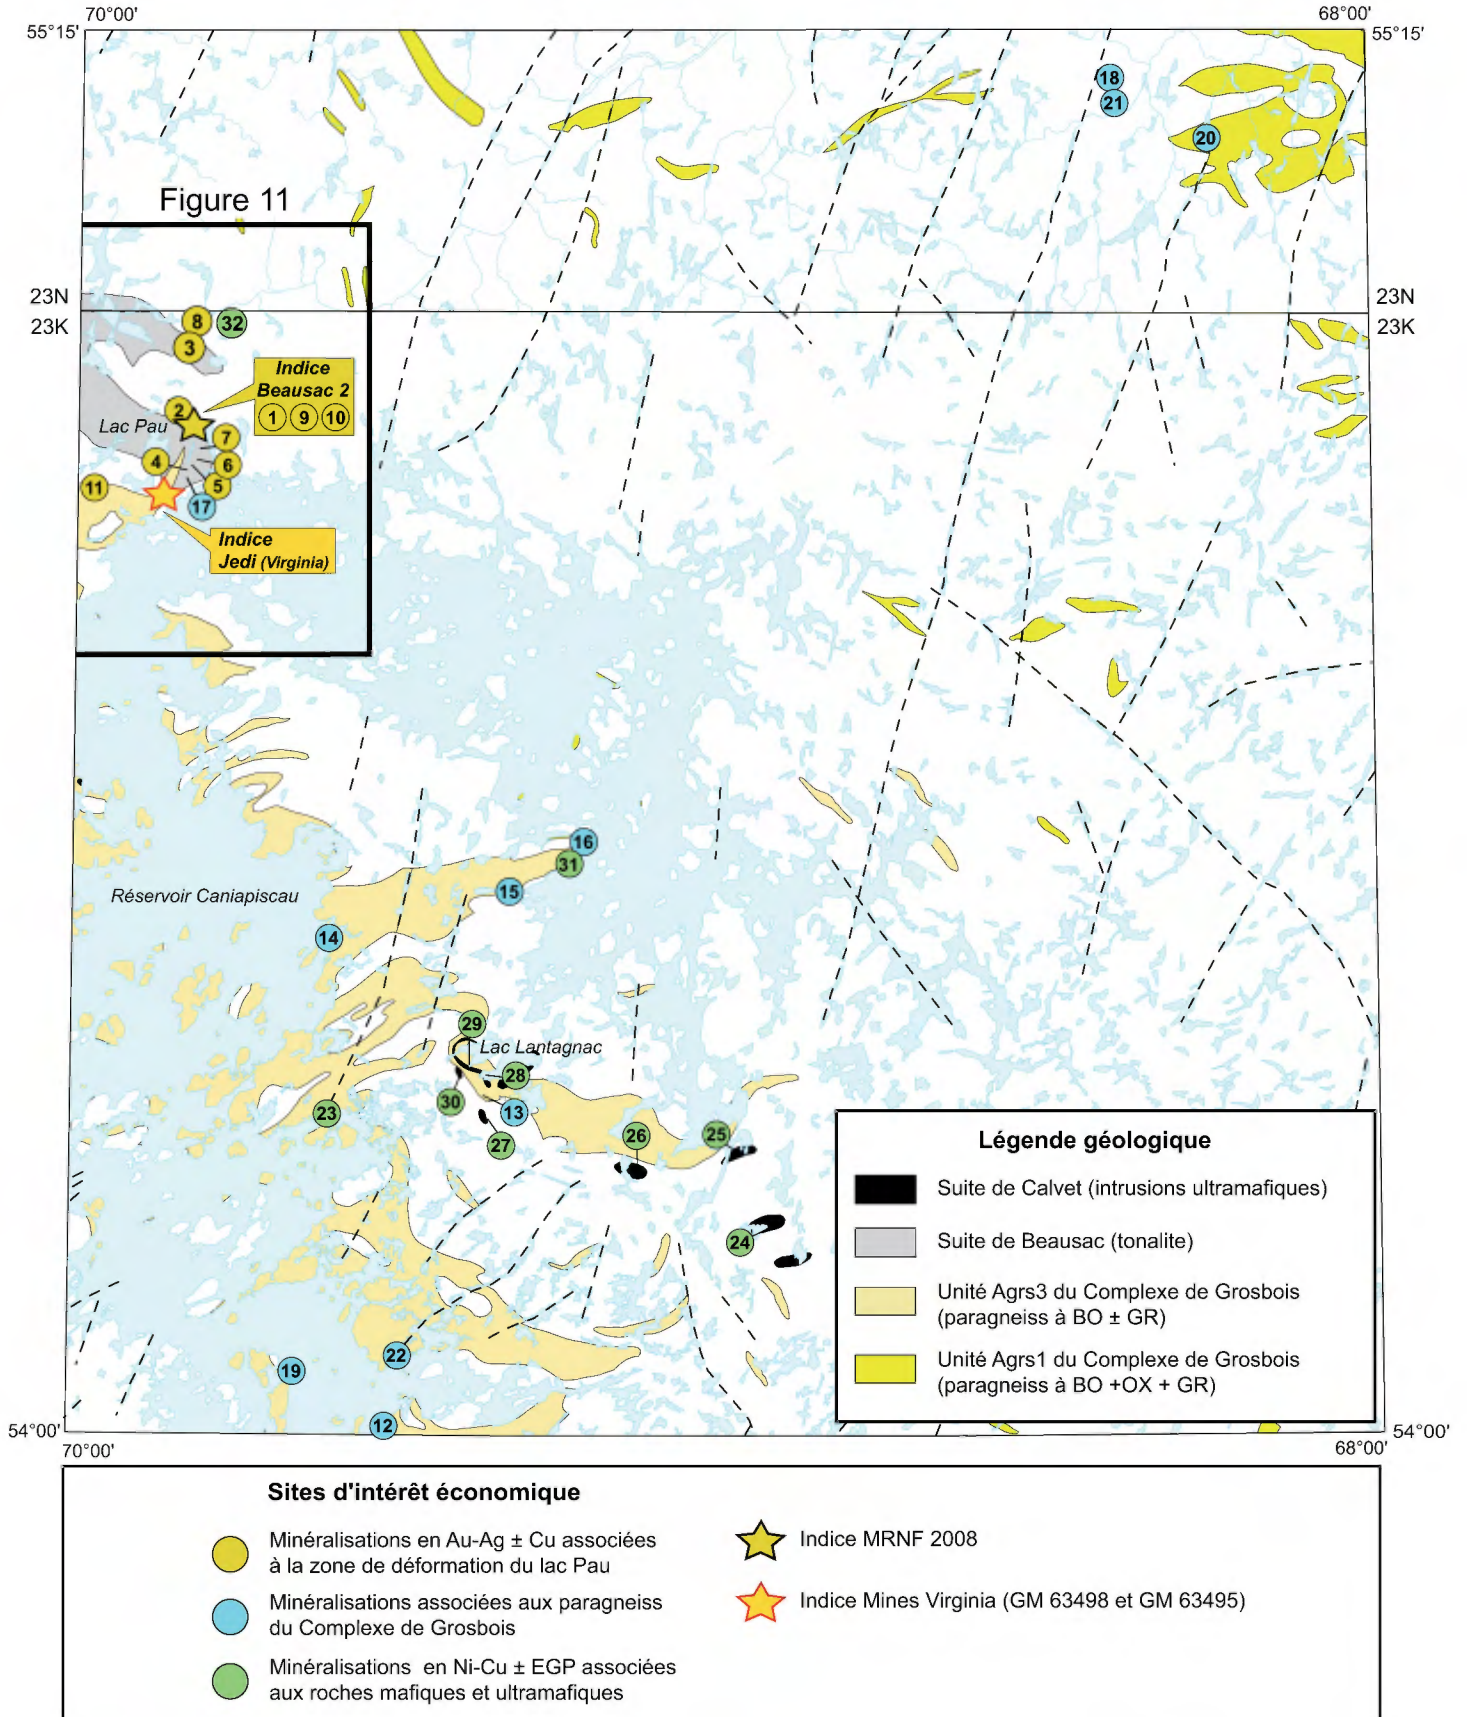 70°00'
68°00'
55°15'
55°15'
18
21
20
Figure 11
23N
23K
23N
23K
8
32
3
Indice
Beausac 2
1 9 10
2
Lac Pau
7
4
6
11
5
17
Indice
Jedi (Virginia)
16
31
15
Réservoir Caniapiscau
14
29
Lac Lantagnac
28
30
13
23
27
26
25
24
22
19
12
Légende géologique
Suite de Calvet (intrusions ultramafiques)
Suite de Beausac (tonalite)
Unité Agrs3 du Complexe de Grosbois
(paragneiss à BO ± GR)
Unité Agrs1 du Complexe de Grosbois
(paragneiss à BO +OX + GR)
54°00'
54°00'
70°00'
68°00'
Sites d'intérêt économique
Minéralisations en Au-Ag ± Cu associées
à la zone de déformation du lac Pau
Minéralisations associées aux paragneiss
du Complexe de Grosbois
Minéralisations en Ni-Cu ± EGP associées
aux roches mafiques et ultramafiques
Indice MRNF 2008
Indice Mines Virginia (GM 63498 et GM 63495)